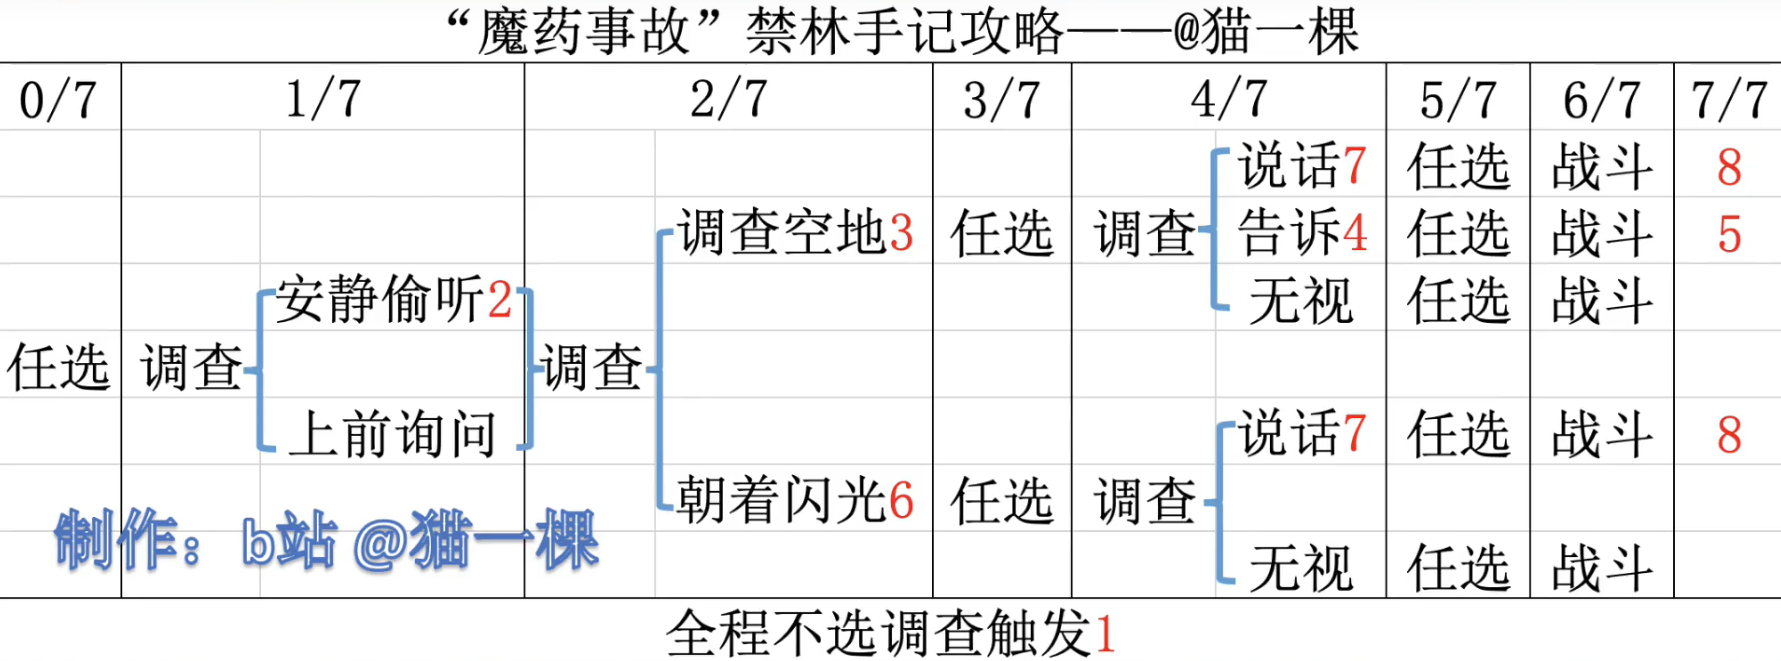 “魔药事故”禁林手记攻略——@猫一棵
0/7 1/7 2/7 3/7 4/7 5/7 6/7 7/7
说话7 任选 战斗 8
调查空地3 任选 调查 告诉4 任选 战斗 5
安静偷听2 无视 任选 战斗
任选 调查 调查
上前询问 说话7 任选 战斗 8
朝着闪光6 任选 调查
制作：b站 @猫一棵
无视 任选 战斗
全程不选调查触发1